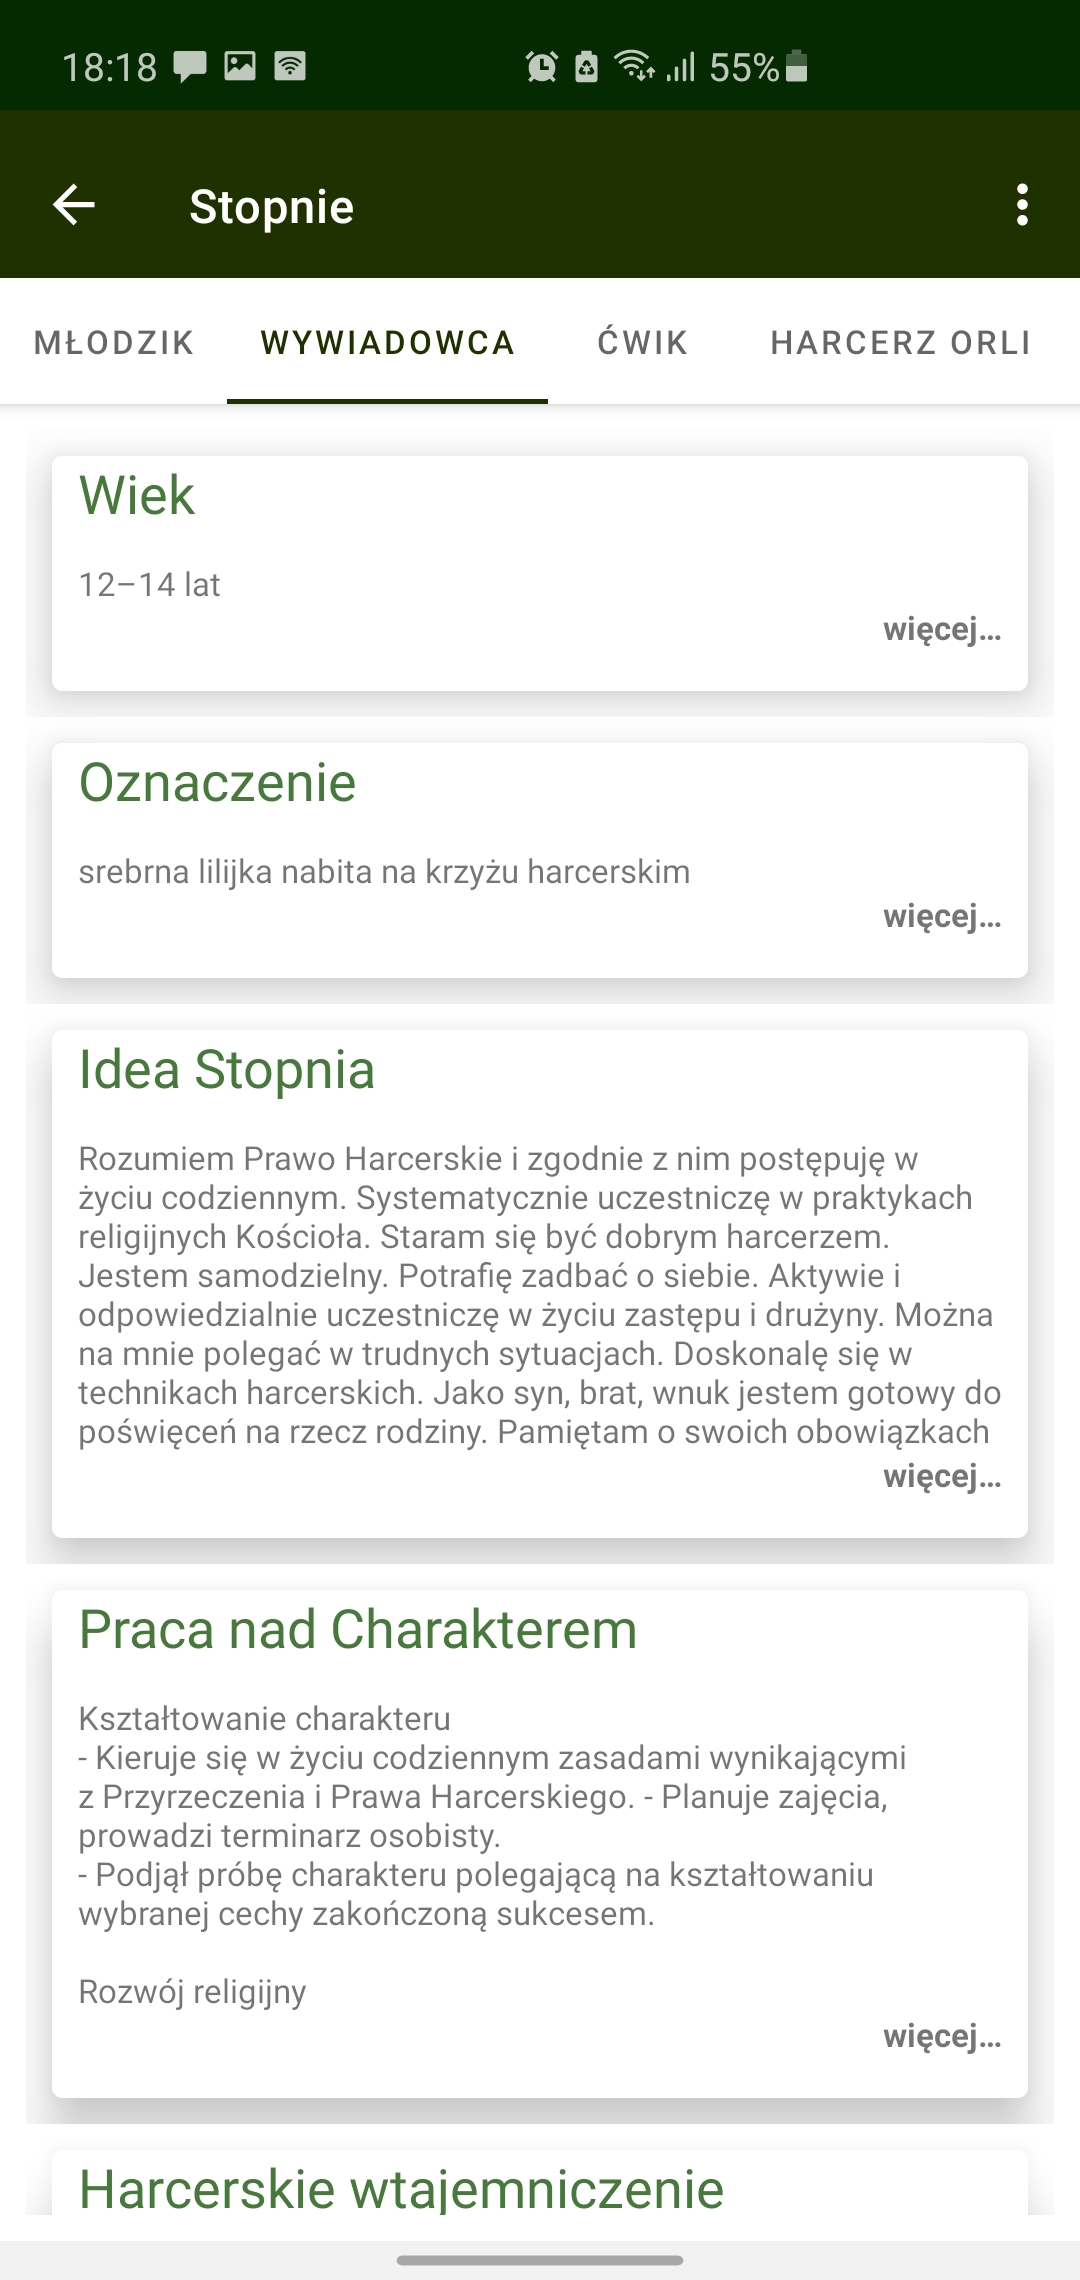 18:18 55%
Stopnie
MŁODZIK WYWIADOWCA ĆWIK HARCERZ ORLI
Wiek
12–14 lat
więcej...
Oznaczenie
srebrna lilijka nabita na krzyżu harcerskim
więcej...
Idea Stopnia
Rozumiem Prawo Harcerskie i zgodnie z nim postępuję w
życiu codziennym. Systematycznie uczestniczę w praktykach
religijnych Kościoła. Staram się być dobrym harcerzem.
Jestem samodzielny. Potrafię zadbać o siebie. Aktywie i
odpowiedzialnie uczestniczę w życiu zastępu i drużyny. Można
na mnie polegać w trudnych sytuacjach. Doskonalę się w
technikach harcerskich. Jako syn, brat, wnuk jestem gotowy do
poświęceń na rzecz rodziny. Pamiętam o swoich obowiązkach
więcej...
Praca nad Charakterem
Kształtowanie charakteru
- Kieruje się w życiu codziennym zasadami wynikającymi
z Przyrzeczenia i Prawa Harcerskiego. - Planuje zajęcia,
prowadzi terminarz osobisty.
- Podjął próbę charakteru polegającą na kształtowaniu
wybranej cechy zakończoną sukcesem.
Rozwój religijny
więcej...
Harcerskie wtajemniczenie